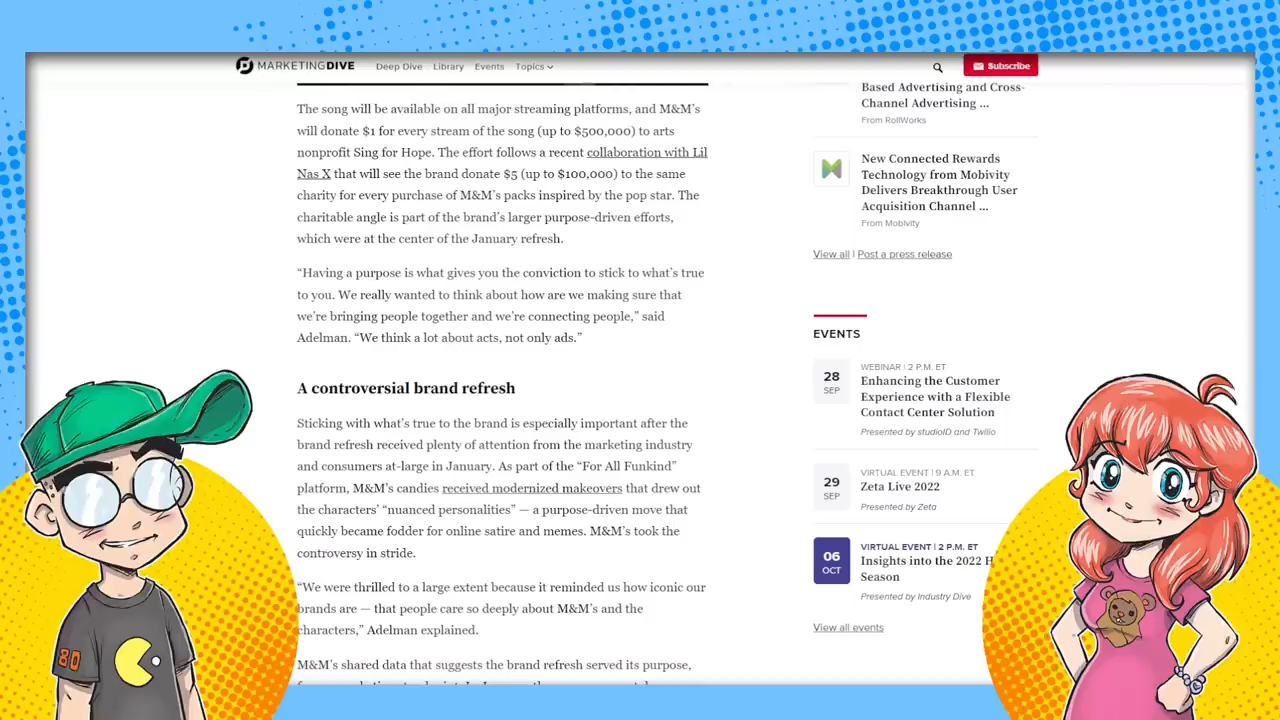 MARKETINGDIVE Deep Dive Library Events Topics
Subscribe
The song will be available on all major streaming platforms, and M&M's
will donate $1 for every stream of the song (up to $500,000) to arts
nonprofit Sing for Hope. The effort follows a recent collaboration with Lil
Nas X that will see the brand donate $5 (up to $100,000) to the same
charity for every purchase of M&M's packs inspired by the pop star. The
charitable angle is part of the brand's larger purpose-driven efforts,
which were at the center of the January refresh.
“Having a purpose is what gives you the conviction to stick to what's true
to you. We really wanted to think about how are we making sure that
we're bringing people together and we're connecting people,” said
Adelman. “We think a lot about acts, not only ads.”
A controversial brand refresh
Sticking with what's true to the brand is especially important after the
brand refresh received plenty of attention from the marketing industry
and consumers at-large in January. As part of the “For All Funkind”
platform, M&M's candies received modernized makeovers that drew out
the characters' “nuanced personalities” — a purpose-driven move that
quickly became fodder for online satire and memes. M&M's took the
controversy in stride.
“We were thrilled to a large extent because it reminded us how iconic our
brands are — that people care so deeply about M&M's and the
characters,” Adelman explained.
M&M's shared data that suggests the brand refresh served its purpose,
Based Advertising and Cross-
Channel Advertising ...
From RollWorks
New Connected Rewards
Technology from Mobivity
Delivers Breakthrough User
Acquisition Channel ...
From Mobivity
View all | Post a press release
EVENTS
28
SEP
WEBINAR | 2 P.M. ET
Enhancing the Customer
Experience with a Flexible
Contact Center Solution
Presented by studioID and Twilio
29
SEP
VIRTUAL EVENT | 9 A.M. ET
Zeta Live 2022
Presented by Zeta
06
OCT
VIRTUAL EVENT | 2 P.M. ET
Insights into the 2022 H
Season
Presented by Industry Dive
View all events
80